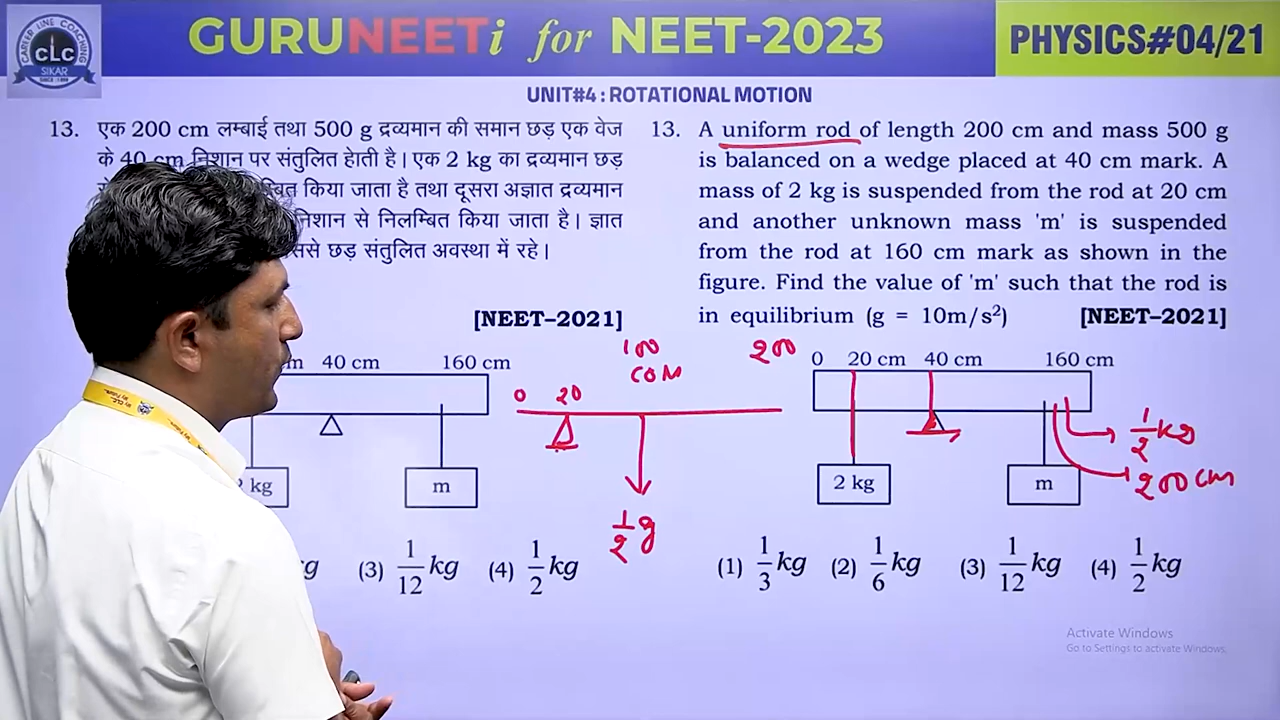 CAREER LINE COACHING
CLC
SIKAR
SINCE : 1996
GURUNEETi for NEET-2023
PHYSICS#04/21
UNIT#4 : ROTATIONAL MOTION
13. एक 200 cm लम्बाई तथा 500 g द्रव्यमान की समान छड़ एक वेज
के 40 cm निशान पर संतुलित होती है। एक 2 kg का द्रव्यमान छड़
किया जाता है तथा दूसरा अज्ञात द्रव्यमान
निशान से निलम्बित किया जाता है। ज्ञात
छड़ संतुलित अवस्था में रहे।
[NEET–2021]
40 cm 160 cm
kg
m
(3) 1/12 kg (4) 1/2 kg
0 20
100
COM
200
1/2 g
13. A uniform rod of length 200 cm and mass 500 g
is balanced on a wedge placed at 40 cm mark. A
mass of 2 kg is suspended from the rod at 20 cm
and another unknown mass 'm' is suspended
from the rod at 160 cm mark as shown in the
figure. Find the value of 'm' such that the rod is
in equilibrium (g = 10m/s²) [NEET–2021]
0 20 cm 40 cm 160 cm
2 kg
m
1/2 kg
200 cm
(1) 1/3 kg (2) 1/6 kg (3) 1/12 kg (4) 1/2 kg
Activate Windows
Go to Settings to activate Windows.